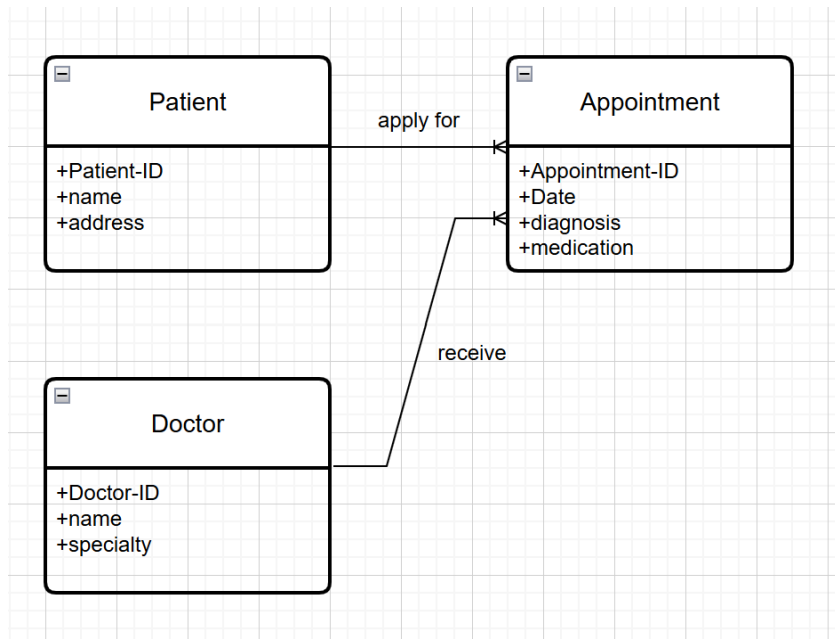 Patient
+Patient-ID
+name
+address
apply for
Appointment
+Appointment-ID
+Date
+diagnosis
+medication
receive
Doctor
+Doctor-ID
+name
+specialty